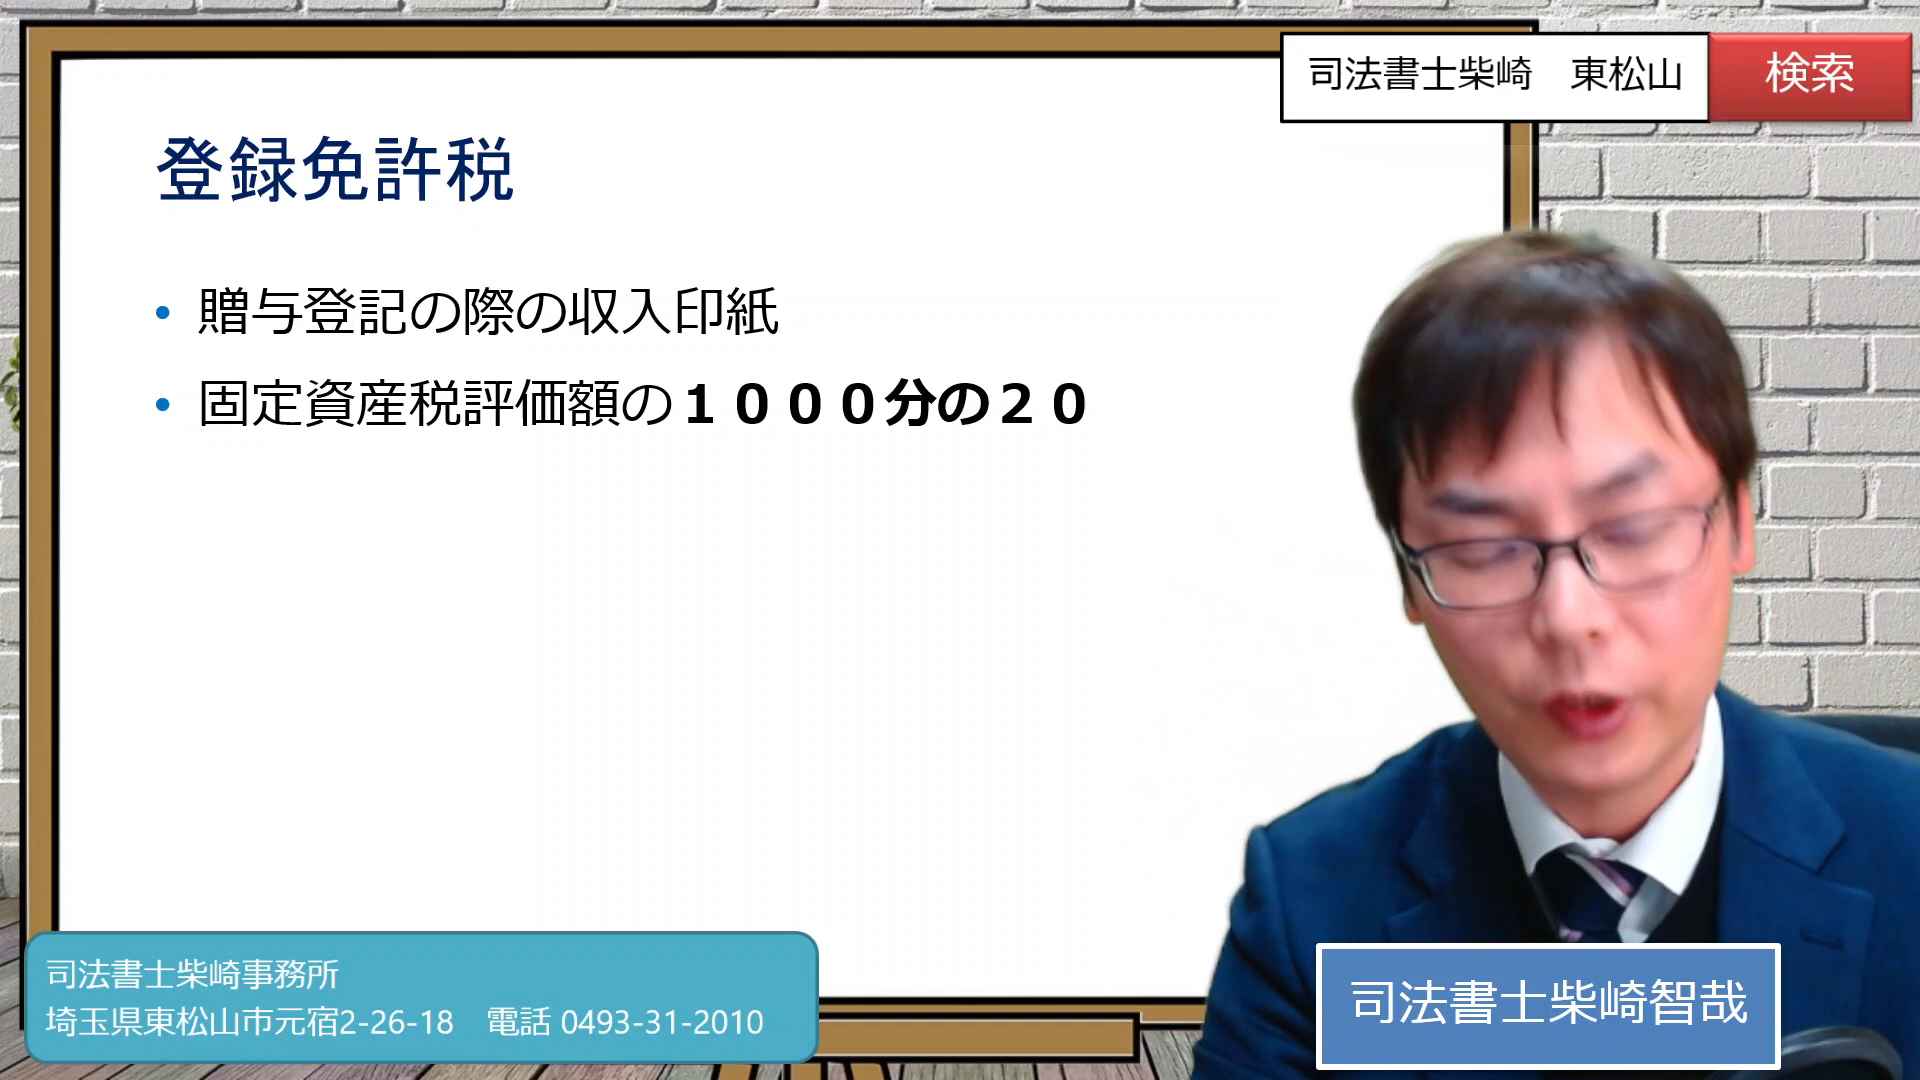 司法書士柴崎　東松山
検索
登録免許税
• 贈与登記の際の収入印紙
• 固定資産税評価額の１０００分の２０
司法書士柴崎事務所
埼玉県東松山市元宿2-26-18　電話 0493-31-2010
司法書士柴崎智哉